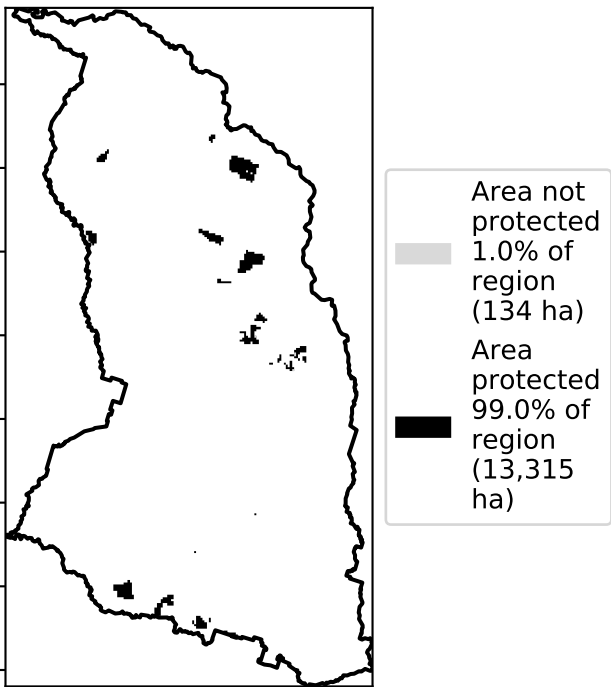 Area not
protected
1.0% of
region
(134 ha)
Area
protected
99.0% of
region
(13,315
ha)